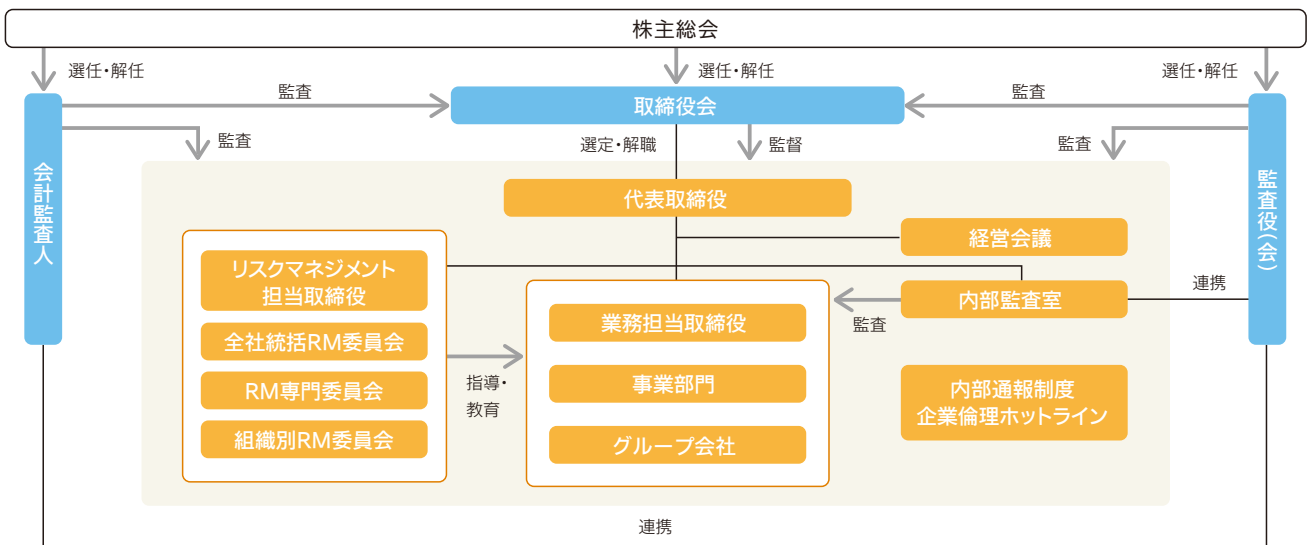 株主総会
選任・解任
選任・解任
選任・解任
監査
取締役会
監査
監査
選定・解職
監督
監査
会計監査人
監査役(会)
代表取締役
経営会議
リスクマネジメント
担当取締役
全社統括RM委員会
RM専門委員会
組織別RM委員会
指導・
教育
業務担当取締役
事業部門
グループ会社
監査
内部監査室
連携
内部通報制度
企業倫理ホットライン
連携